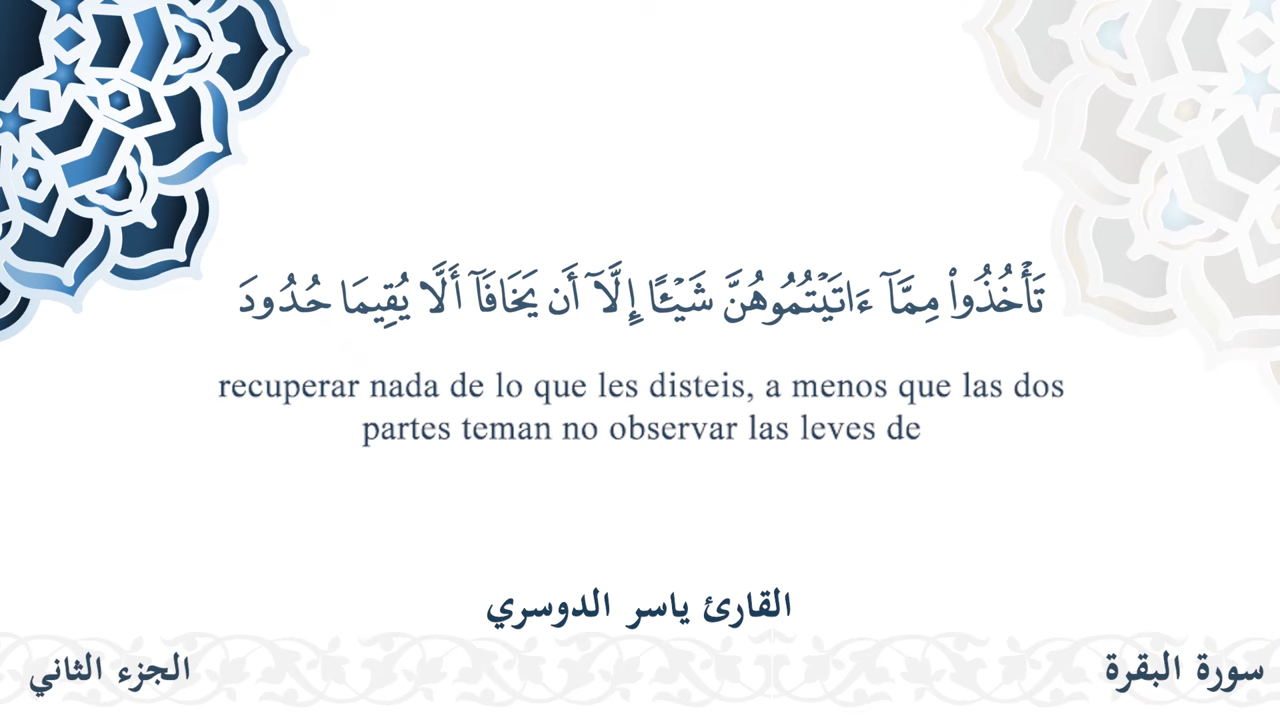 تَأۡخُذُواْ مِمَّآ ءَاتَيۡتُمُوهُنَّ شَيۡـًٔا إِلَّآ أَن يَخَافَآ أَلَّا يُقِيمَا حُدُودَ
recuperar nada de lo que les disteis, a menos que las dos
partes teman no observar las leyes de
القارئ ياسر الدوسري
سورة البقرة
الجزء الثاني